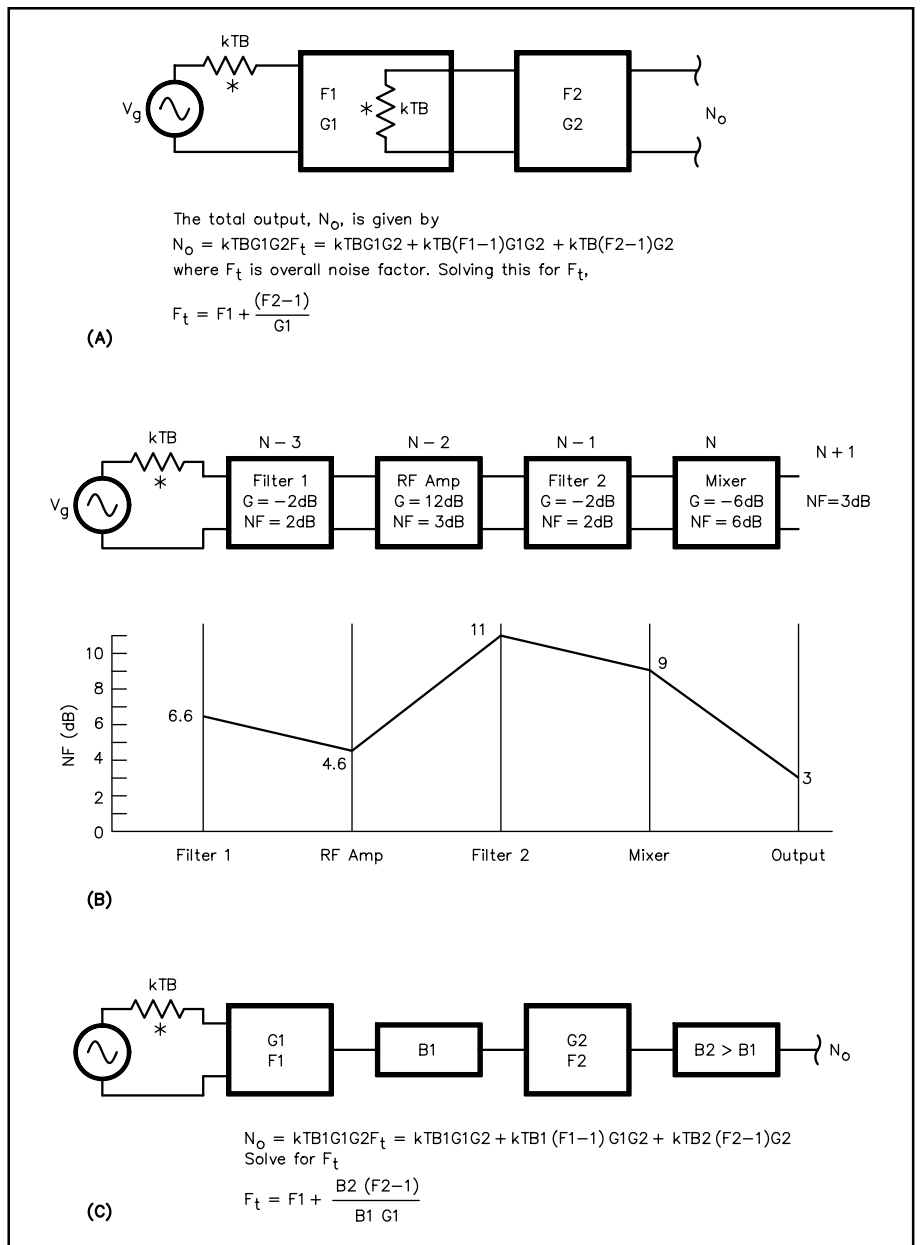 kTB
*
Vg
F1
G1
* kTB
F2
G2
No
The total output, No, is given by
No = kTBG1G2Ft = kTBG1G2 + kTB(F1−1)G1G2 + kTB(F2−1)G2
where Ft is overall noise factor. Solving this for Ft,
Ft = F1 + (F2−1)
G1
(A)
kTB
*
Vg
N − 3
Filter 1
G = −2dB
NF = 2dB
N − 2
RF Amp
G = 12dB
NF = 3dB
N − 1
Filter 2
G = −2dB
NF = 2dB
N
Mixer
G = −6dB
NF = 6dB
N + 1
NF=3dB
NF (dB)
10
8
6
4
2
0
6.6
4.6
11
9
3
Filter 1
RF Amp
Filter 2
Mixer
Output
(B)
kTB
*
G1
F1
B1
G2
F2
B2 > B1
No
No = kTB1G1G2Ft = kTB1G1G2 + kTB1 (F1−1) G1G2 + kTB2 (F2−1)G2
Solve for Ft
Ft = F1 + B2 (F2−1)
B1 G1
(C)